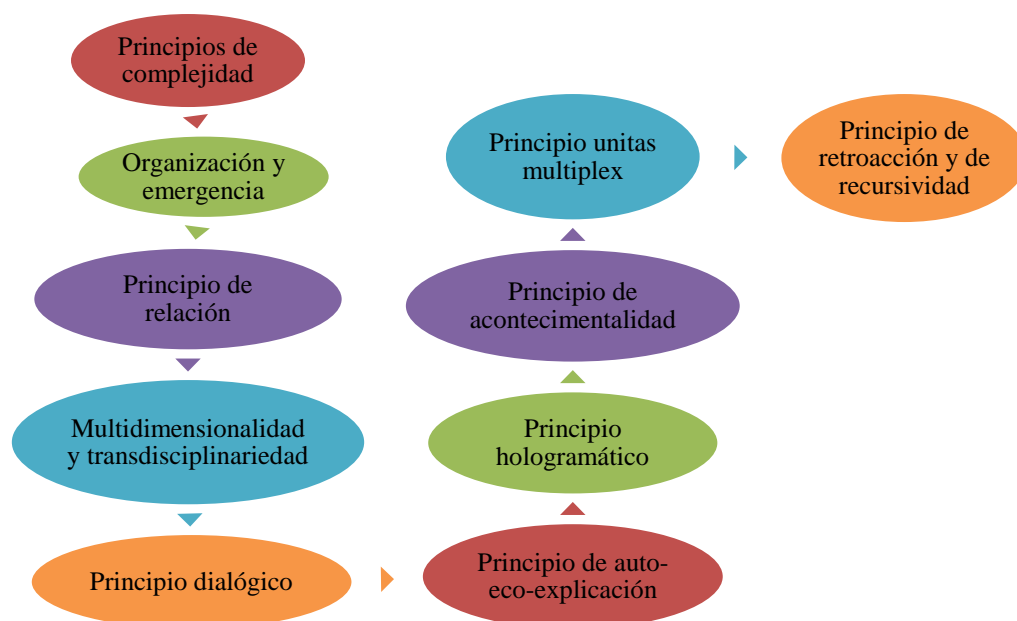 Principios de
complejidad
Organización y
emergencia
Principio de
relación
Multidimensionalidad
y transdisciplinariedad
Principio dialógico
Principio de auto-
eco-explicación
Principio
hologramático
Principio de
acontecimentalidad
Principio unitas
multiplex
Principio de
retroacción y de
recursividad